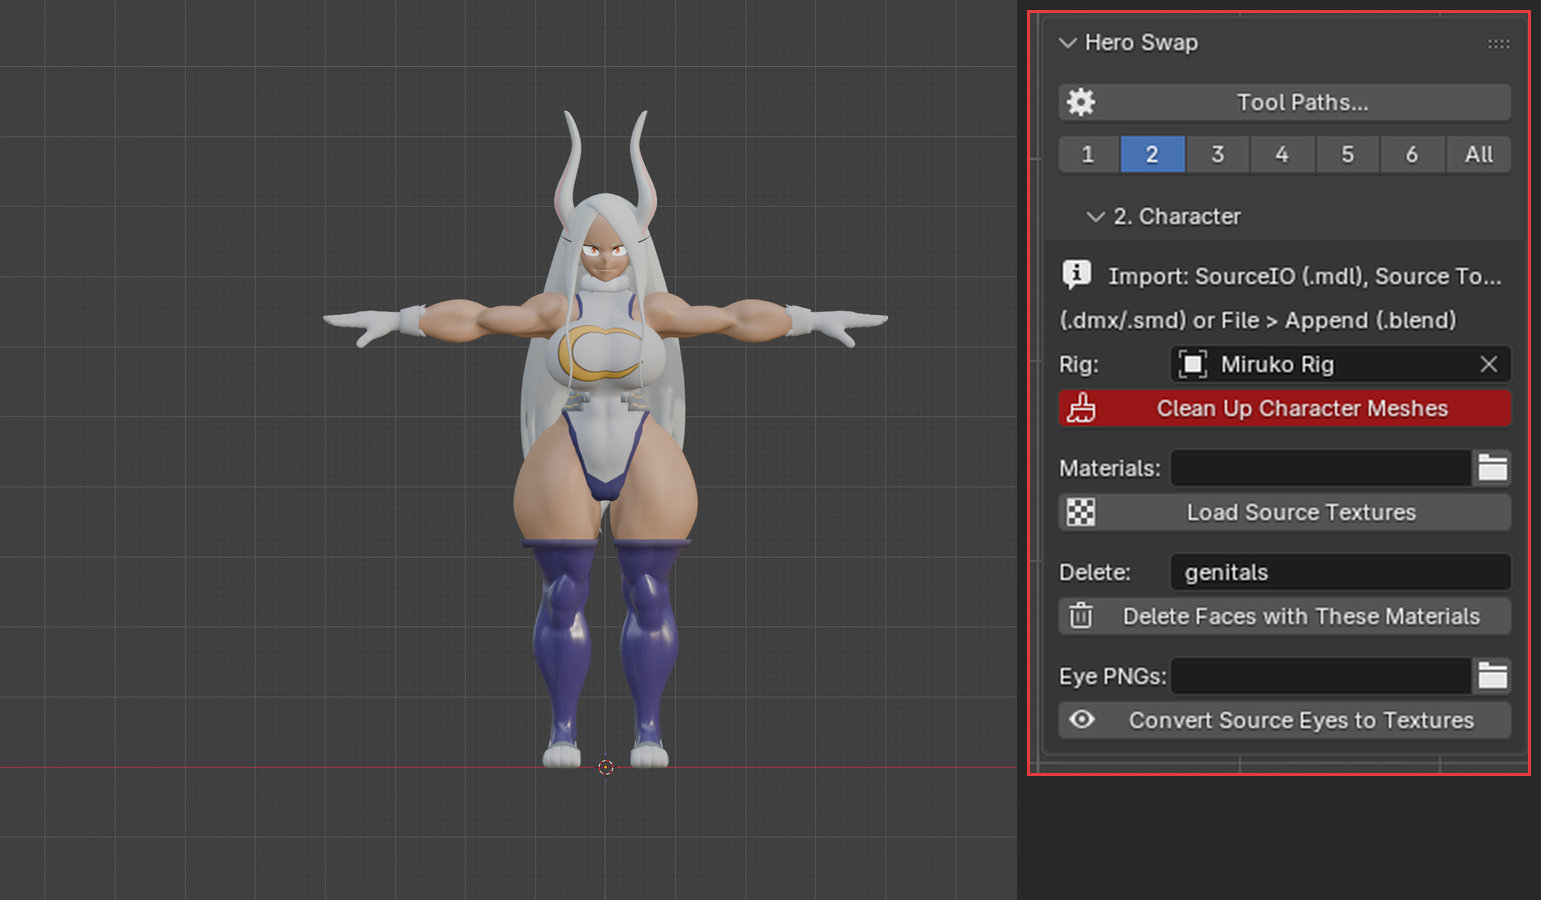 Hero Swap
Tool Paths...
1 2 3 4 5 6 All
2. Character
Import: SourceIO (.mdl), Source To...
(.dmx/.smd) or File > Append (.blend)
Rig: Miruko Rig
Clean Up Character Meshes
Materials:
Load Source Textures
Delete: genitals
Delete Faces with These Materials
Eye PNGs:
Convert Source Eyes to Textures